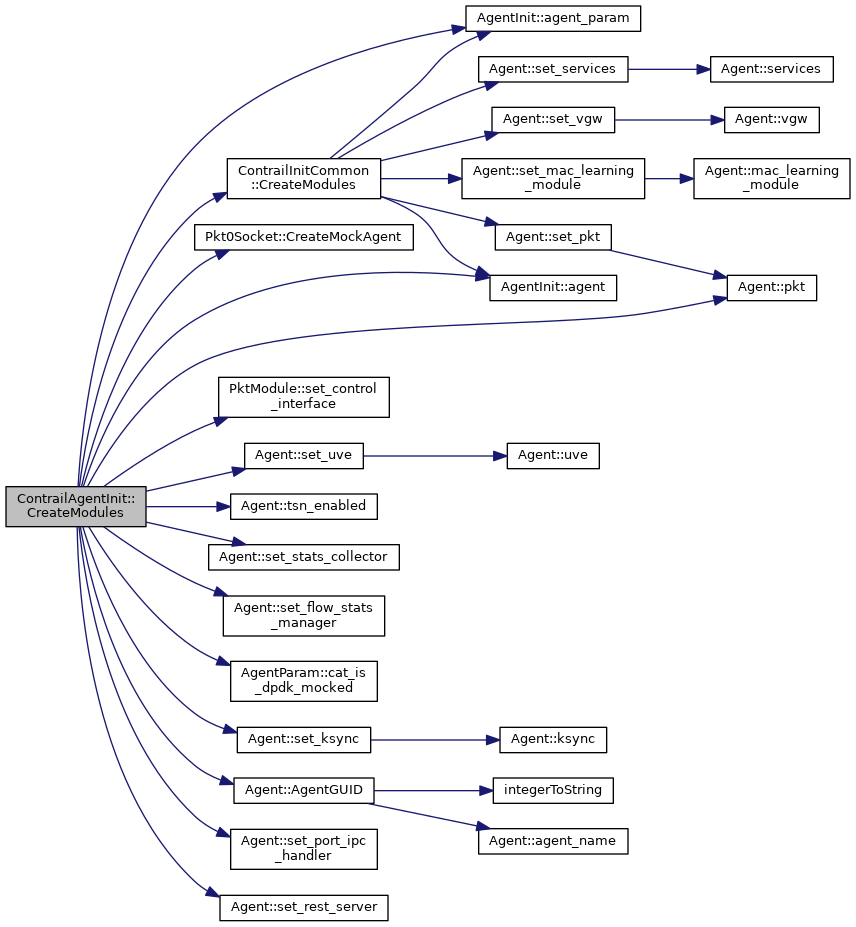 AgentInit::agent_param
Agent::set_services
Agent::services
Agent::set_vgw
Agent::vgw
ContrailInitCommon
::CreateModules
Agent::set_mac_learning
_module
Agent::mac_learning
_module
Pkt0Socket::CreateMockAgent
Agent::set_pkt
AgentInit::agent
Agent::pkt
PktModule::set_control
_interface
Agent::set_uve
Agent::uve
ContrailAgentInit::
CreateModules
Agent::tsn_enabled
Agent::set_stats_collector
Agent::set_flow_stats
_manager
AgentParam::cat_is
_dpdk_mocked
Agent::set_ksync
Agent::ksync
Agent::AgentGUID
integerToString
Agent::agent_name
Agent::set_port_ipc
_handler
Agent::set_rest_server